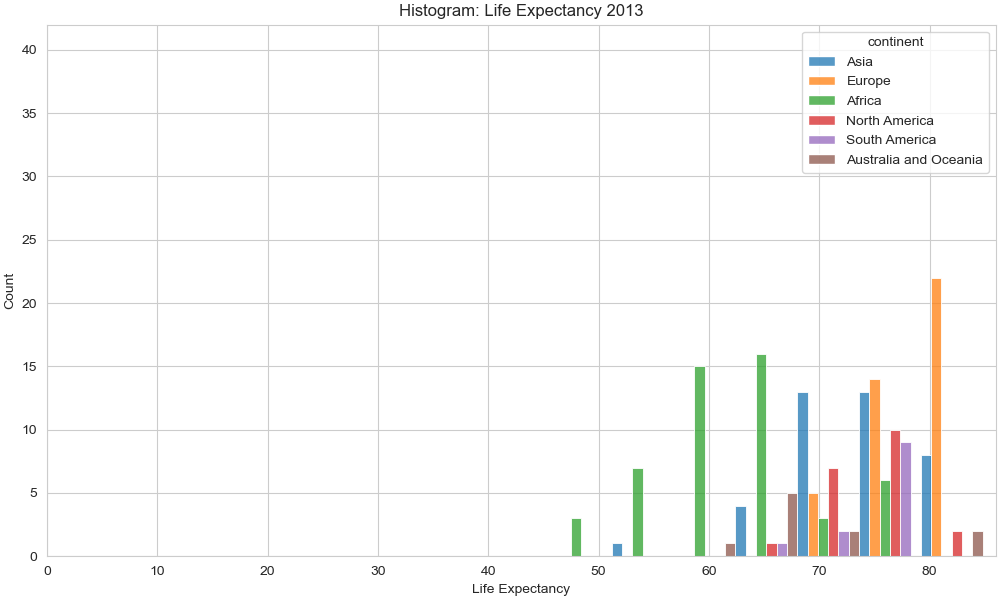 Histogram: Life Expectancy 2013
continent
Asia
Europe
Africa
North America
South America
Australia and Oceania
Count
40
35
30
25
20
15
10
5
0
0 10 20 30 40 50 60 70 80
Life Expectancy